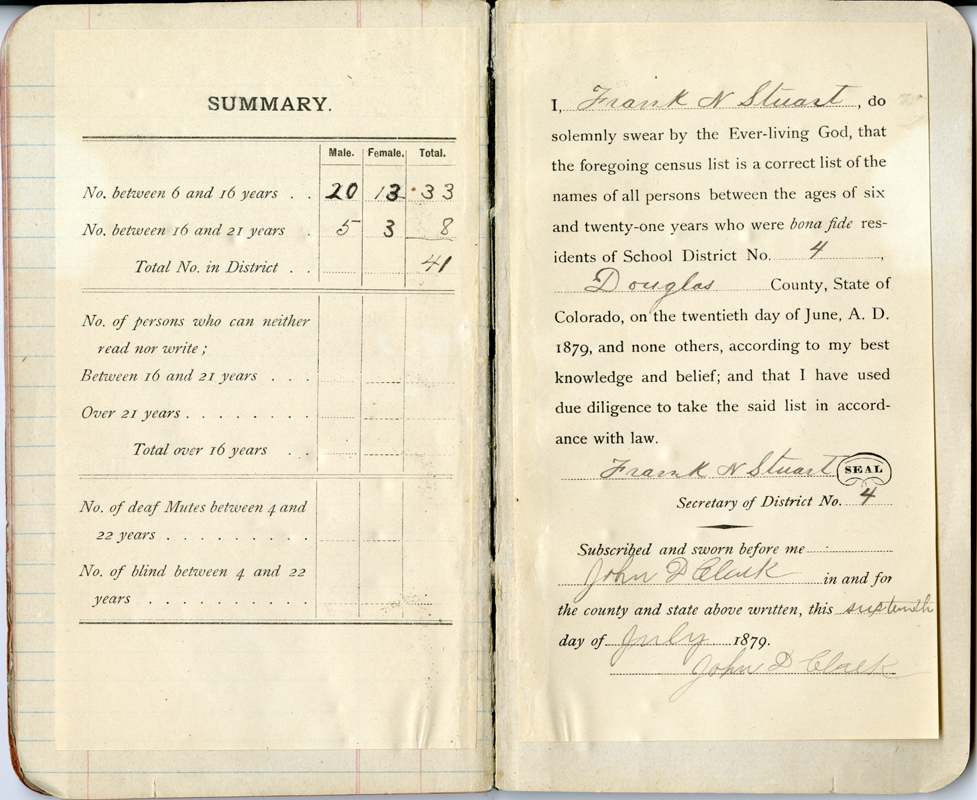 SUMMARY.
Male. Female. Total.
No. between 6 and 16 years . . 20 13 33
No. between 16 and 21 years . 5 3 8
Total No. in District . . 41
No. of persons who can neither
read nor write;
Between 16 and 21 years . . .
Over 21 years . . . . . . . .
Total over 16 years . .
No. of deaf Mutes between 4 and
22 years . . . . . . . . .
No. of blind between 4 and 22
years . . . . . . . . . .
I, Frank N Stuart, do
solemnly swear by the Ever-living God, that
the foregoing census list is a correct list of the
names of all persons between the ages of six
and twenty-one years who were bona fide res-
idents of School District No. 4,
Douglas County, State of
Colorado, on the twentieth day of June, A. D.
1879, and none others, according to my best
knowledge and belief; and that I have used
due diligence to take the said list in accord-
ance with law.
Frank N Stuart SEAL
Secretary of District No. 4
Subscribed and sworn before me
John D Clark in and for
the county and state above written, this sixtenth
day of July 1879.
John D Clark